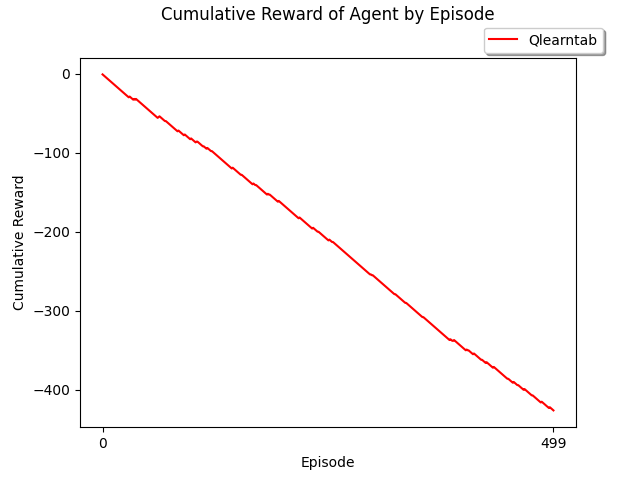 Cumulative Reward of Agent by Episode
Qlearntab
0
−100
−200
−300
−400
Cumulative Reward
0
499
Episode